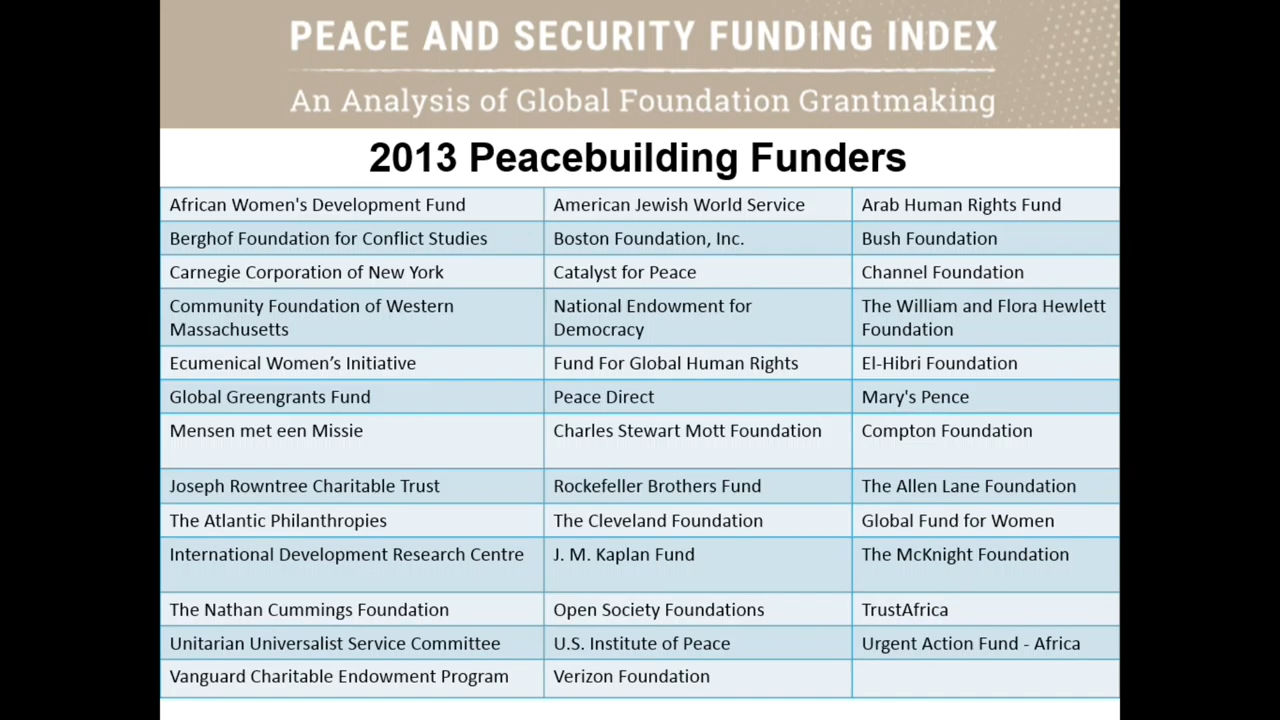 PEACE AND SECURITY FUNDING INDEX
An Analysis of Global Foundation Grantmaking
2013 Peacebuilding Funders
African Women's Development Fund
American Jewish World Service
Arab Human Rights Fund
Berghof Foundation for Conflict Studies
Boston Foundation, Inc.
Bush Foundation
Carnegie Corporation of New York
Catalyst for Peace
Channel Foundation
Community Foundation of Western
Massachusetts
National Endowment for
Democracy
The William and Flora Hewlett
Foundation
Ecumenical Women’s Initiative
Fund For Global Human Rights
El-Hibri Foundation
Global Greengrants Fund
Peace Direct
Mary's Pence
Mensen met een Missie
Charles Stewart Mott Foundation
Compton Foundation
Joseph Rowntree Charitable Trust
Rockefeller Brothers Fund
The Allen Lane Foundation
The Atlantic Philanthropies
The Cleveland Foundation
Global Fund for Women
International Development Research Centre
J. M. Kaplan Fund
The McKnight Foundation
The Nathan Cummings Foundation
Open Society Foundations
TrustAfrica
Unitarian Universalist Service Committee
U.S. Institute of Peace
Urgent Action Fund - Africa
Vanguard Charitable Endowment Program
Verizon Foundation